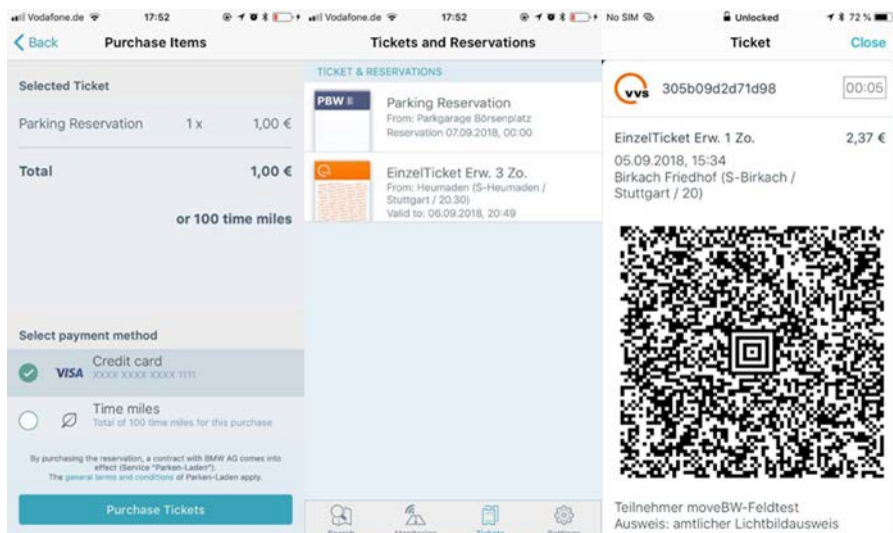 Vodafone.de 17:52
Back Purchase Items
Selected Ticket
Parking Reservation 1 x 1,00 €
Total 1,00 €
or 100 time miles
Select payment method
Credit card
VISA XXXX XXXX XXXX 1111
Time miles
Total of 100 time miles for this purchase
By purchasing the reservation, a contract with BMW AG comes into
effect (Service "Parken-Laden").
The general terms and conditions of Parken-Laden apply.
Purchase Tickets
Vodafone.de 17:52
Tickets and Reservations
TICKET & RESERVATIONS
PBW
Parking Reservation
From: Parkgarage Börsenplatz
Reservation 07.09.2018, 00:00
EinzelTicket Erw. 3 Zo.
From: Heumaden (S-Heumaden /
Stuttgart / 20.30)
Valid to: 06.09.2018, 20:49
No SIM Unlocked 72 %
Ticket Close
vvs 305b09d2d71d98 00:05
EinzelTicket Erw. 1 Zo. 2,37 €
05.09.2018, 15:34
Birkach Friedhof (S-Birkach /
Stuttgart / 20)
Teilnehmer moveBW-Feldtest
Ausweis: amtlicher Lichtbildausweis